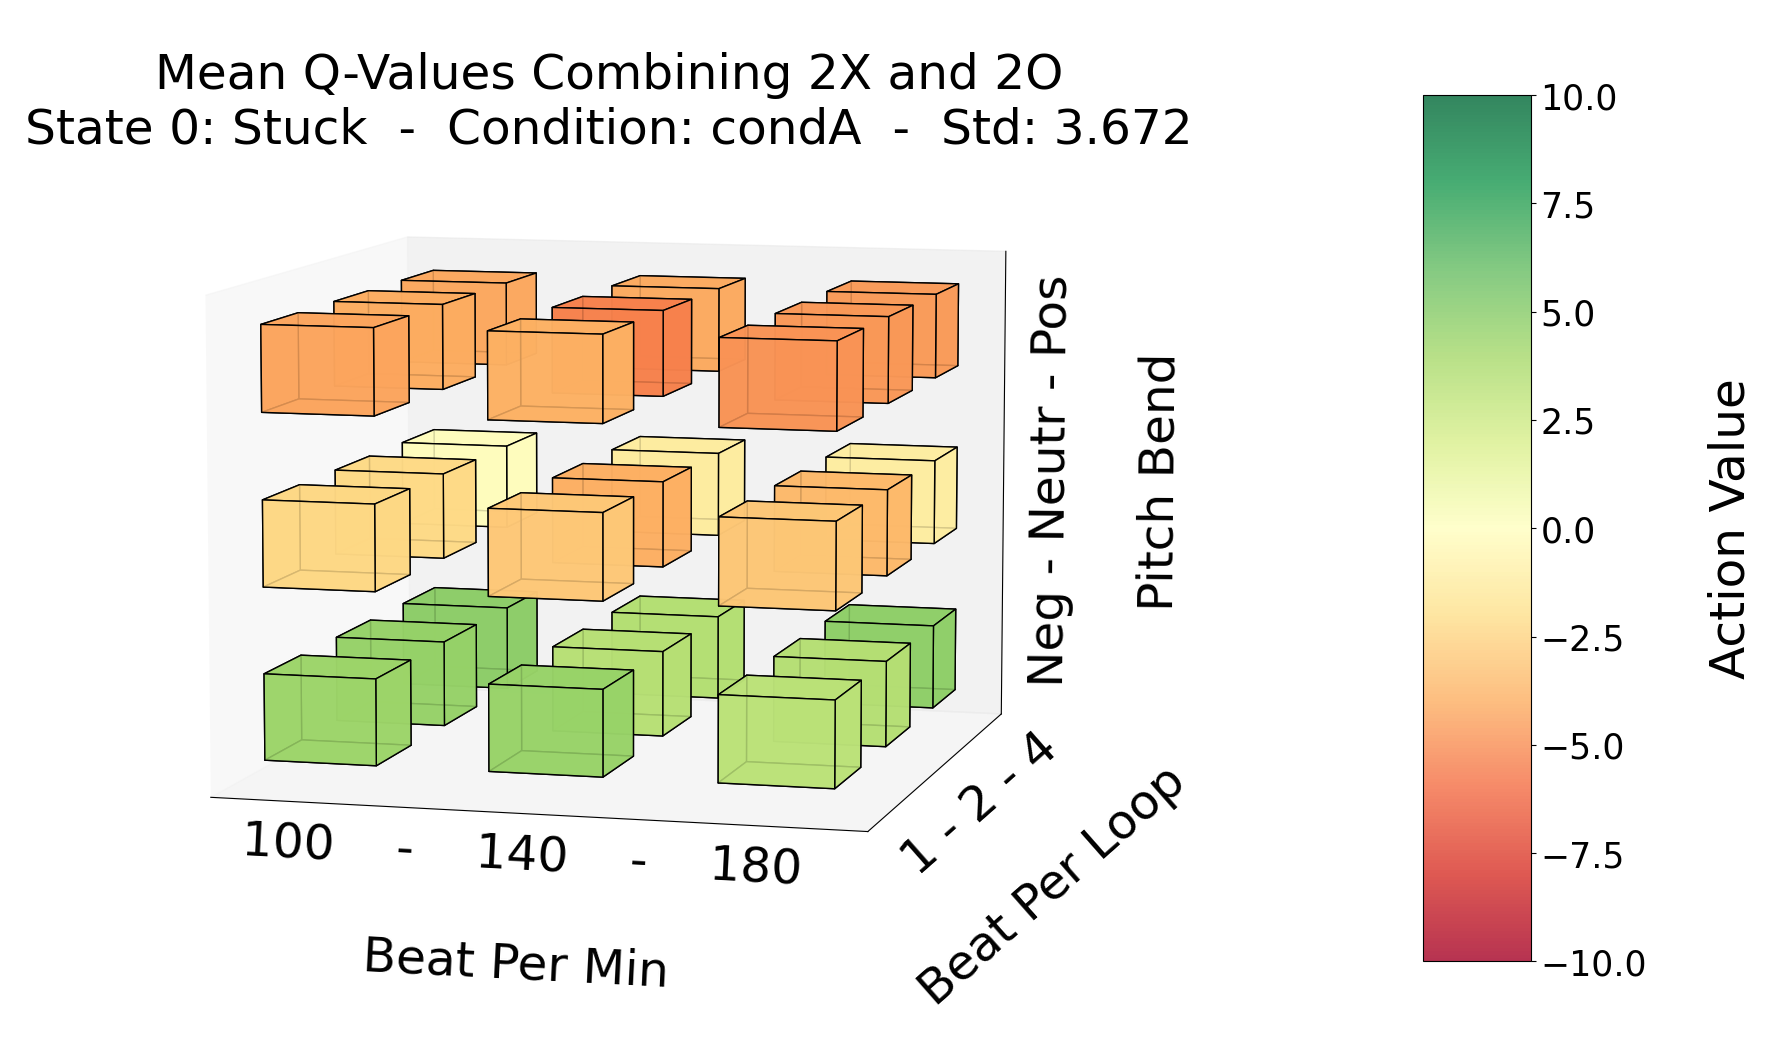 Mean Q-Values Combining 2X and 2O
State 0: Stuck - Condition: condA - Std: 3.672
100 - 140 - 180
Beat Per Min
1 - 2 - 4
Beat Per Loop
Neg - Neutr - Pos
Pitch Bend
10.0
7.5
5.0
2.5
0.0
−2.5
−5.0
−7.5
−10.0
Action Value